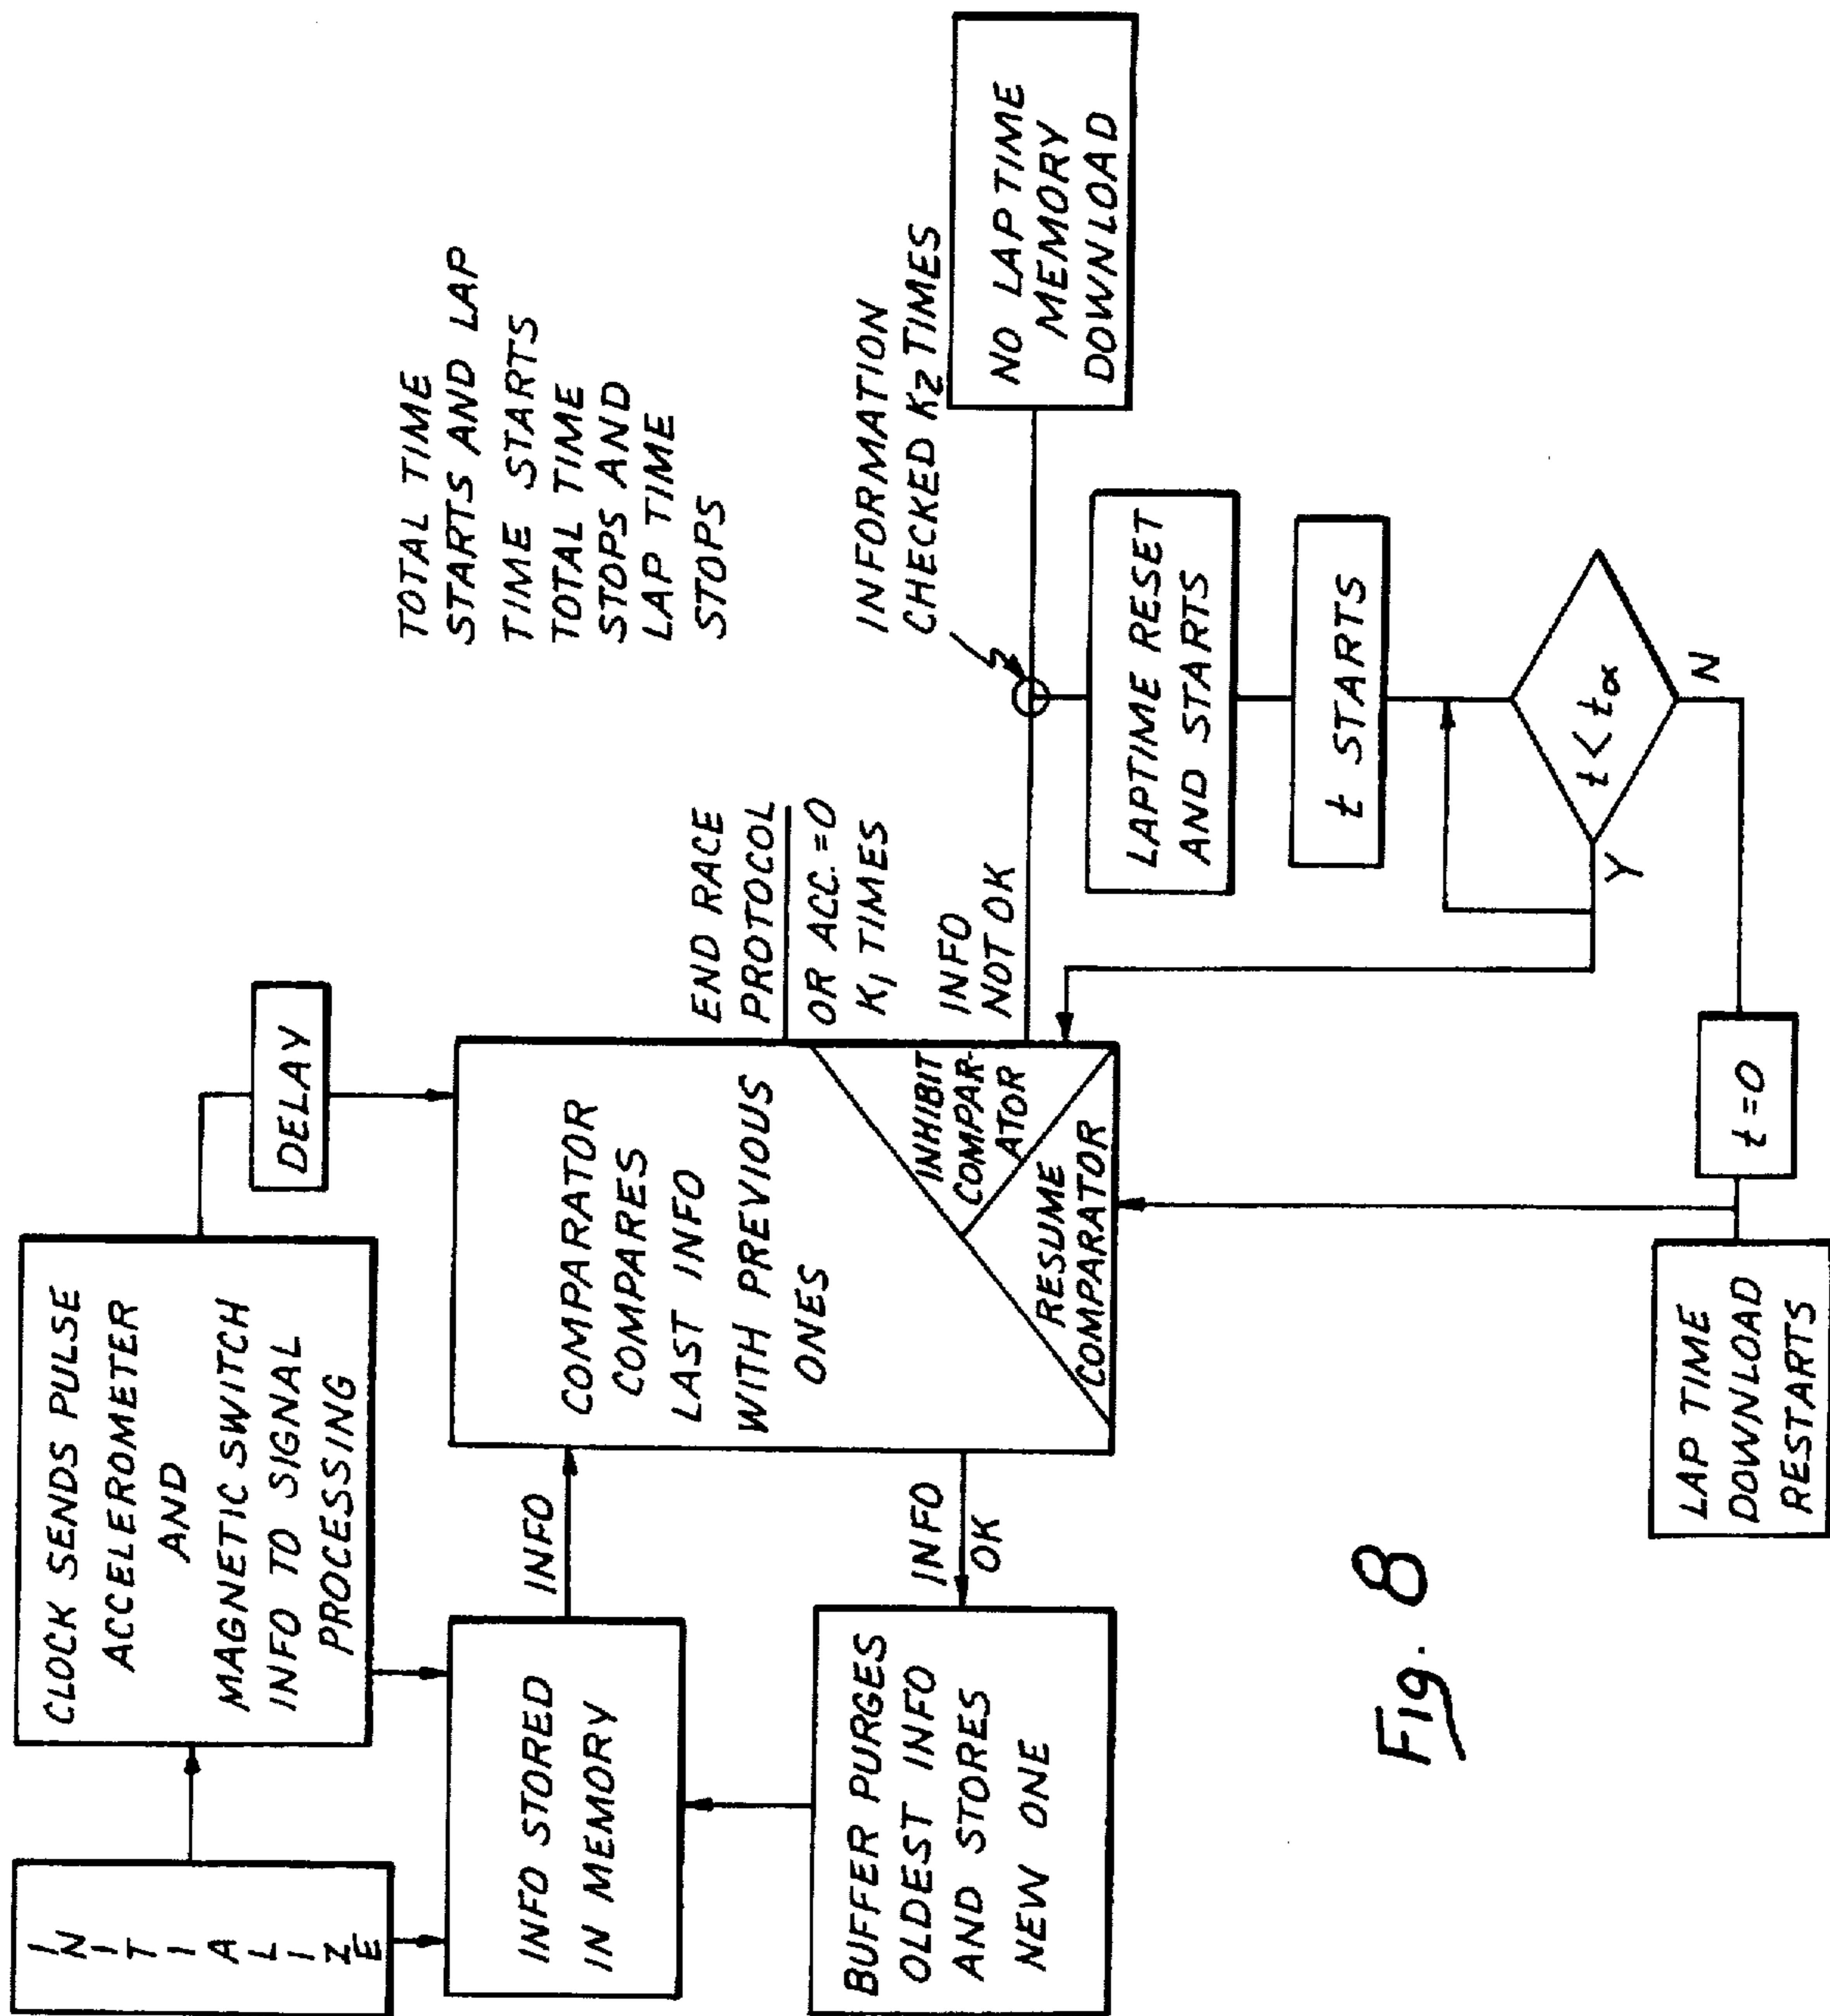 INITIALIZE
CLOCK SENDS PULSE
ACCELEROMETER
AND
MAGNETIC SWITCH
INFO TO SIGNAL
PROCESSING
DELAY
INFO STORED
IN MEMORY
INFO
COMPARATOR
COMPARES
LAST INFO
WITH PREVIOUS
ONES
INHIBIT
COMPAR-
ATOR
RESUME
COMPARATOR
INFO
OK
BUFFER PURGES
OLDEST INFO
AND STORES
NEW ONE
END RACE
PROTOCOL
OR ACC.=0
K1 TIMES
INFO
NOT OK
TOTAL TIME
STARTS AND LAP
TIME STARTS
TOTAL TIME
STOPS AND
LAP TIME
STOPS
INFORMATION
CHECKED K2 TIMES
NO LAP TIME
MEMORY
DOWNLOAD
LAPTIME RESET
AND STARTS
t STARTS
t < tα
Y
N
t=0
LAP TIME
DOWNLOAD
RESTARTS
Fig. 8